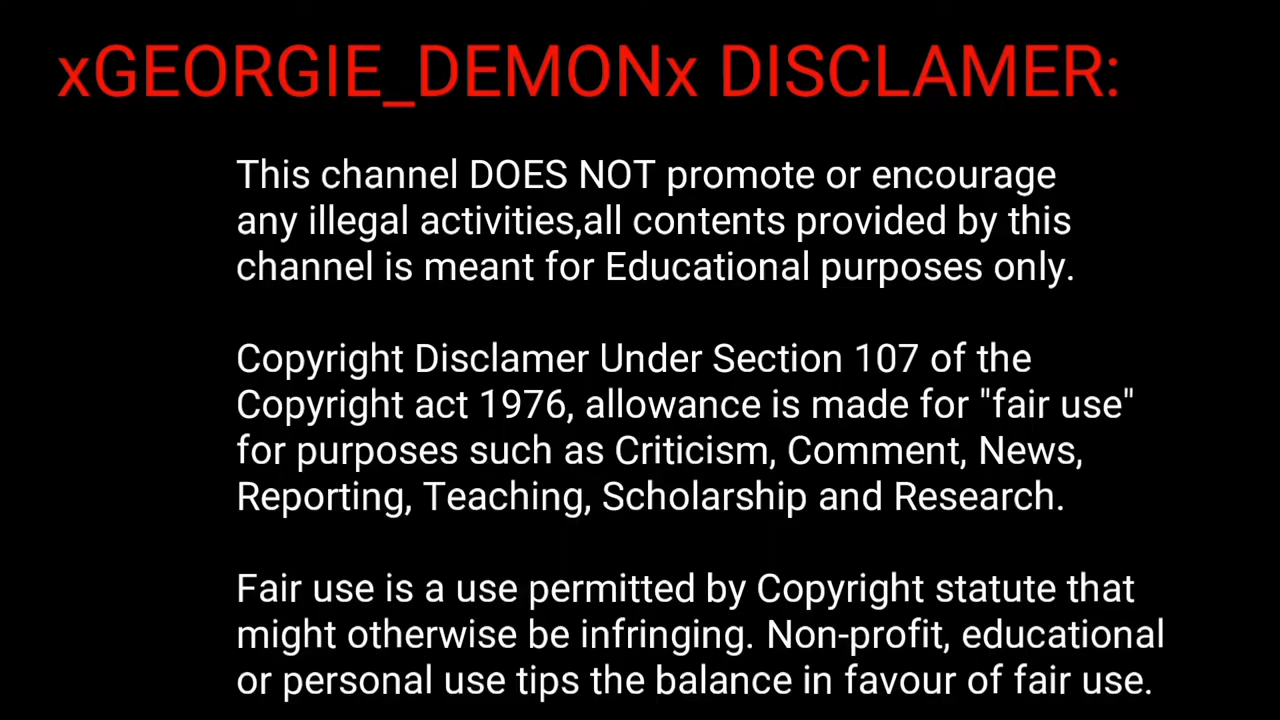 xGEORGIE_DEMONx DISCLAMER:
This channel DOES NOT promote or encourage
any illegal activities,all contents provided by this
channel is meant for Educational purposes only.
Copyright Disclamer Under Section 107 of the
Copyright act 1976, allowance is made for "fair use"
for purposes such as Criticism, Comment, News,
Reporting, Teaching, Scholarship and Research.
Fair use is a use permitted by Copyright statute that
might otherwise be infringing. Non-profit, educational
or personal use tips the balance in favour of fair use.